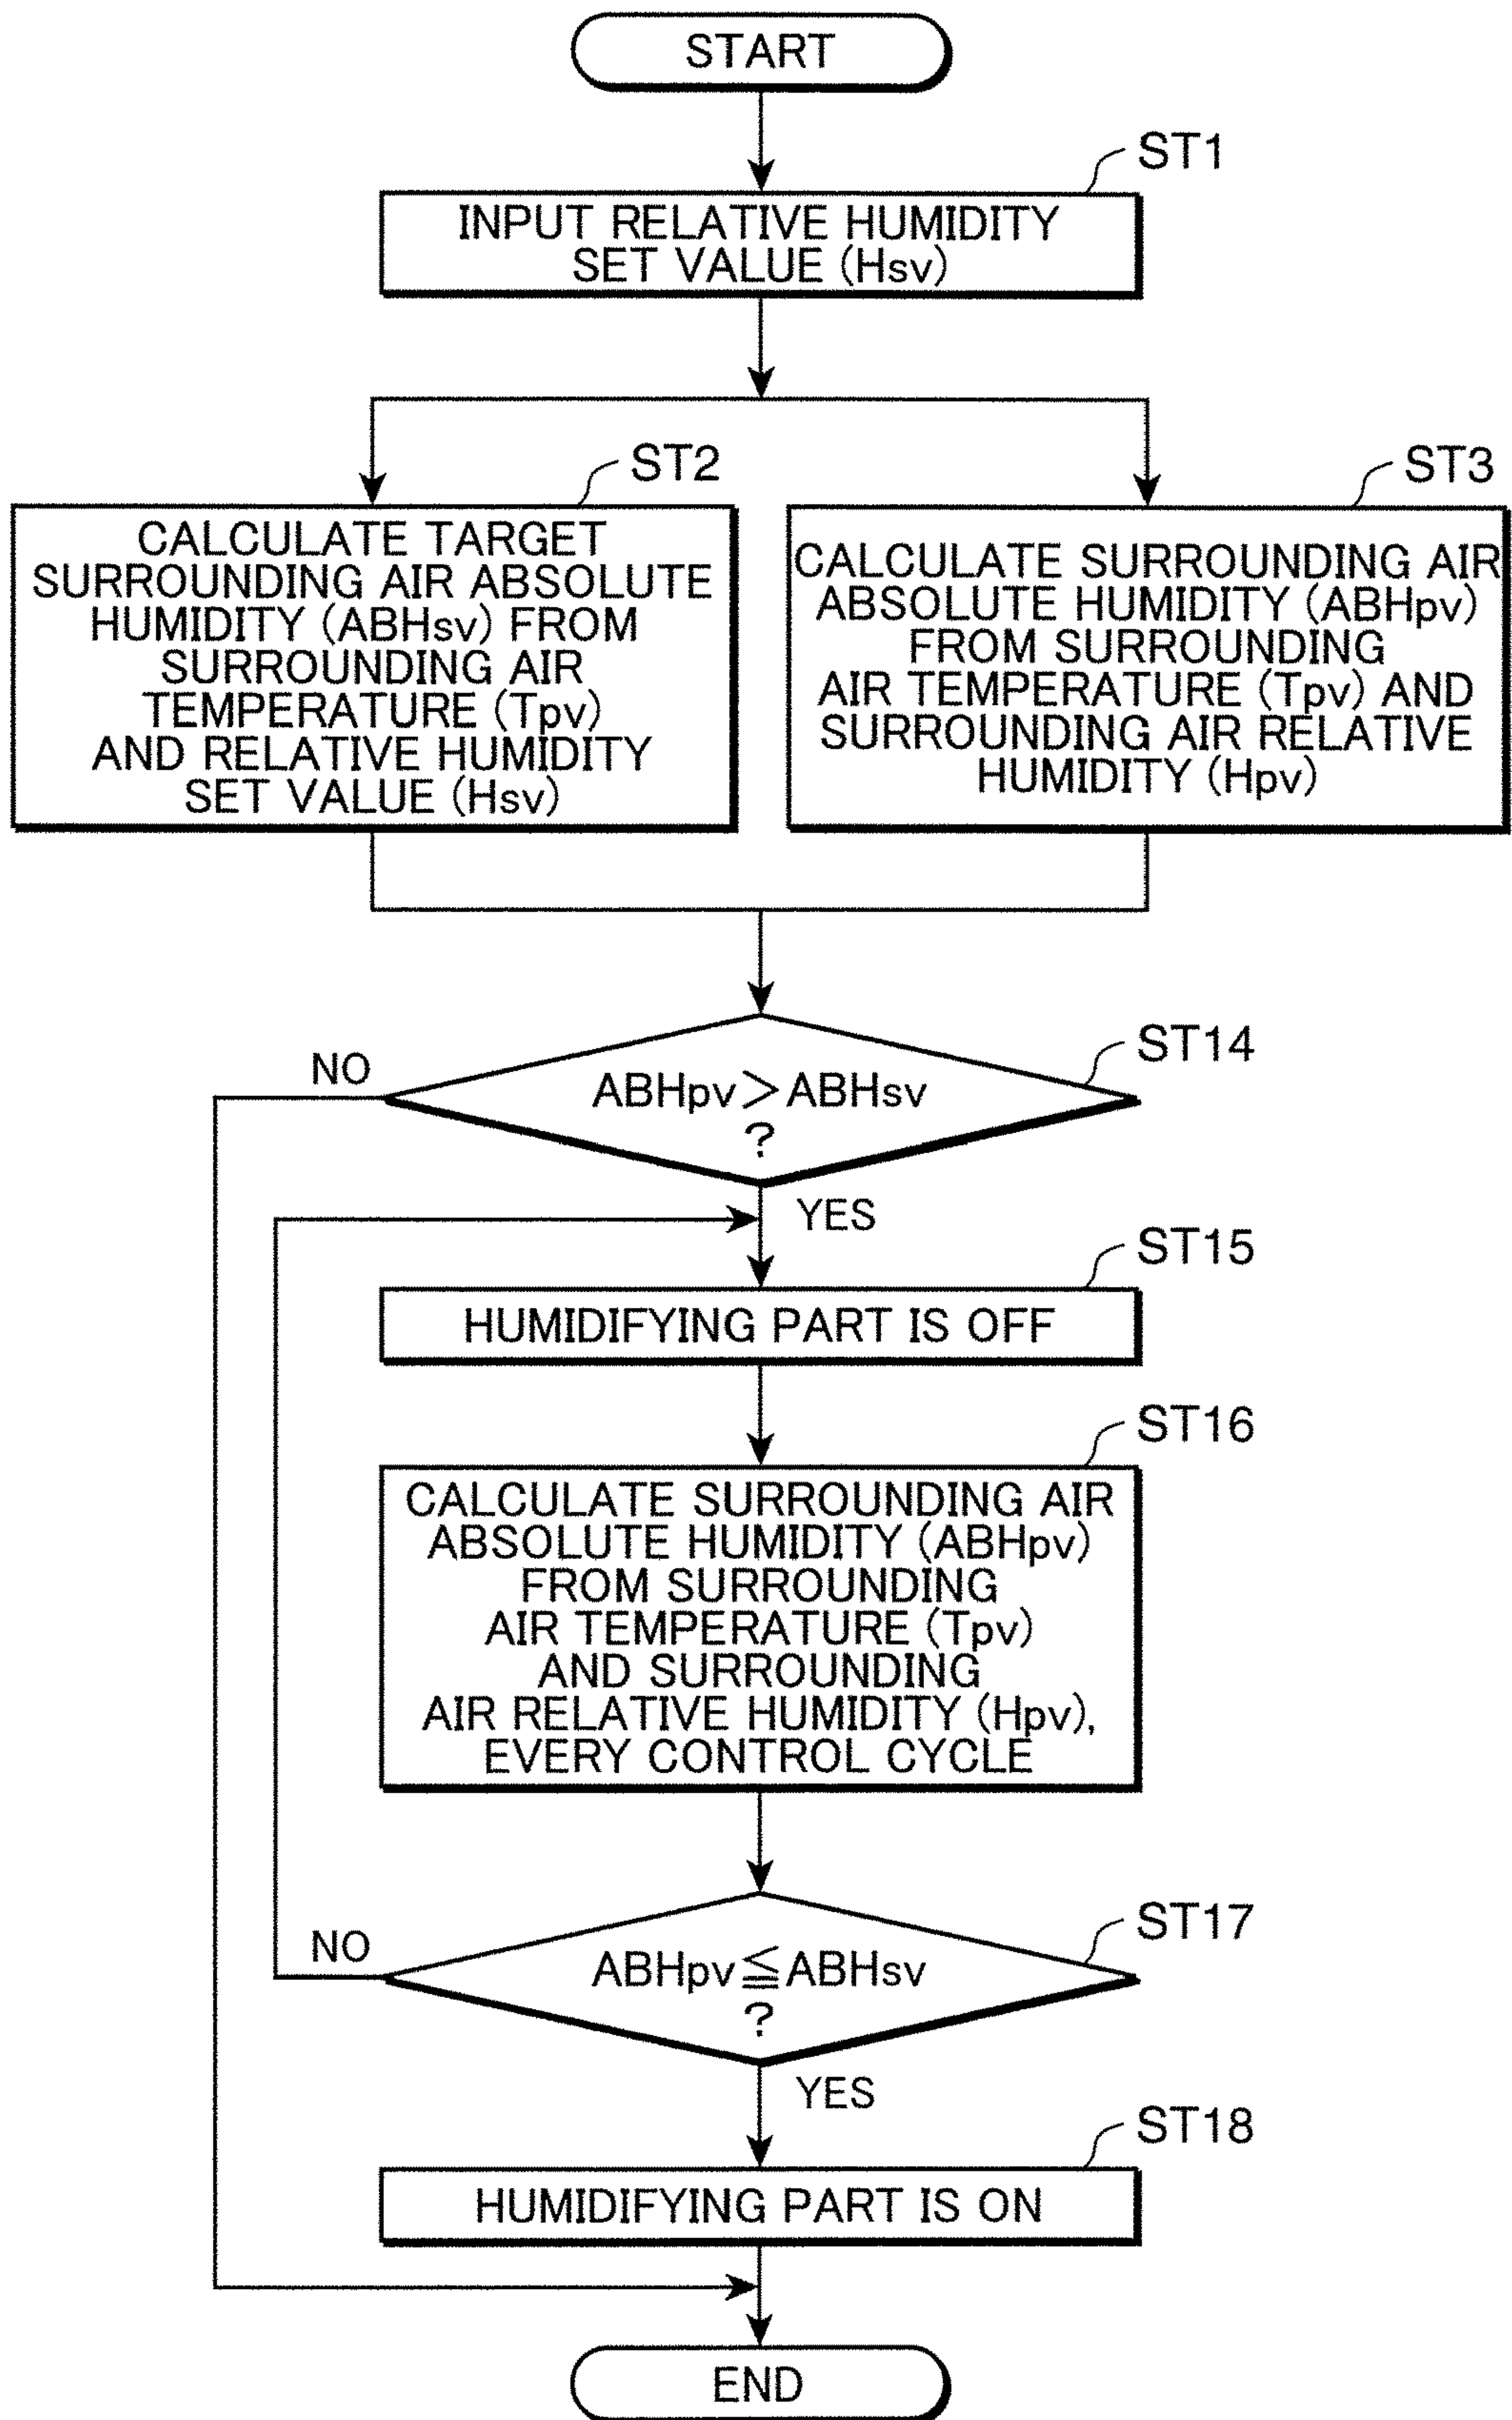 START
ST1
INPUT RELATIVE HUMIDITY
SET VALUE (Hsv)
ST2
CALCULATE TARGET
SURROUNDING AIR ABSOLUTE
HUMIDITY (ABHsv) FROM
SURROUNDING AIR
TEMPERATURE (Tpv)
AND RELATIVE HUMIDITY
SET VALUE (Hsv)
ST3
CALCULATE SURROUNDING AIR
ABSOLUTE HUMIDITY (ABHpv)
FROM SURROUNDING
AIR TEMPERATURE (Tpv) AND
SURROUNDING AIR RELATIVE
HUMIDITY (Hpv)
ST14
NO
ABHpv＞ABHsv
?
YES
ST15
HUMIDIFYING PART IS OFF
ST16
CALCULATE SURROUNDING AIR
ABSOLUTE HUMIDITY (ABHpv)
FROM SURROUNDING
AIR TEMPERATURE (Tpv)
AND SURROUNDING
AIR RELATIVE HUMIDITY (Hpv),
EVERY CONTROL CYCLE
ST17
NO
ABHpv≦ABHsv
?
YES
ST18
HUMIDIFYING PART IS ON
END